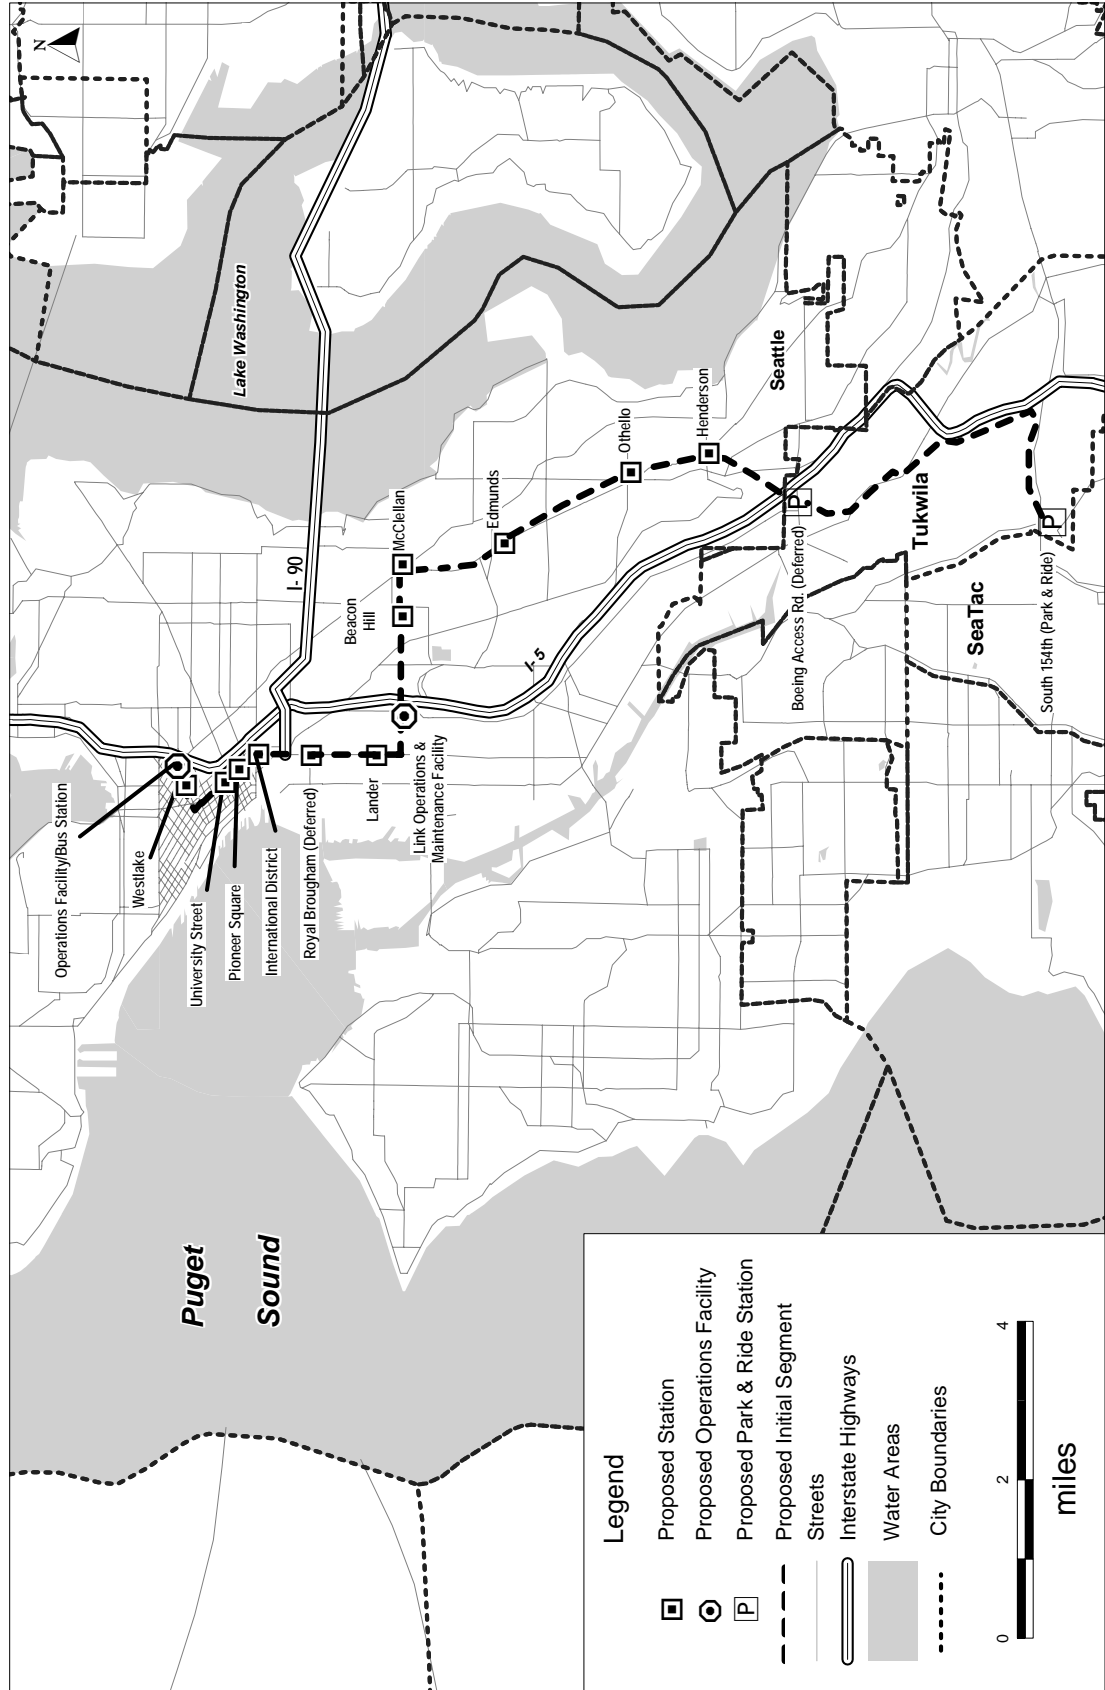 N
Lake Washington
I- 90
I- 5
Operations Facility/Bus Station
Westlake
University Street
Pioneer Square
International District
Royal Brougham (Deferred)
Lander
Link Operations &
Maintenance Facility
Beacon
Hill
McClellan
Edmunds
Othello
Henderson
Seattle
Boeing Access Rd. (Deferred)
P
Tukwila
SeaTac
South 154th (Park & Ride)
P
Puget
Sound
Legend
Proposed Station
Proposed Operations Facility
P Proposed Park & Ride Station
Proposed Initial Segment
Streets
Interstate Highways
Water Areas
City Boundaries
0 2 4
miles